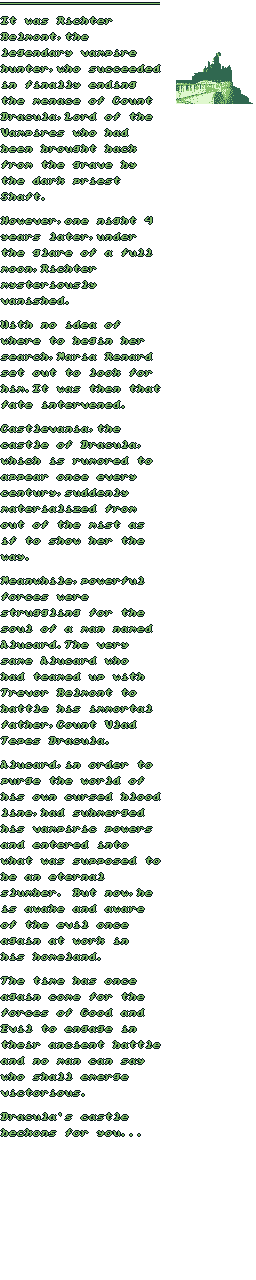 It was Richter
Belmont, the
legendary vampire
hunter, who succeeded
in finally ending
the menace of Count
Dracula, Lord of the
Vampires who had
been brought back
from the grave by
the dark priest
Shaft.
However, one night 4
years later, under
the glare of a full
moon, Richter
mysteriously
vanished.
With no idea of
where to begin her
search, Maria Renard
set out to look for
him. It was then that
fate intervened.
Castlevania, the
castle of Dracula,
which is rumored to
appear once every
century, suddenly
materialized from
out of the mist as
if to show her the
way.
Meanwhile, powerful
forces were
struggling for the
soul of a man named
Alucard. The very
same Alucard who
had teamed up with
Trevor Belmont to
battle his immortal
father, Count Vlad
Tepes Dracula.
Alucard, in order to
purge the world of
his own cursed blood
line, had submerged
his vampiric powers
and entered into
what was supposed to
be an eternal
slumber. But now, he
is awake and aware
of the evil once
again at work in
his homeland.
The time has once
again come for the
forces of Good and
Evil to engage in
their ancient battle
and no man can say
who shall emerge
victorious.
Dracula's castle
beckons for you...